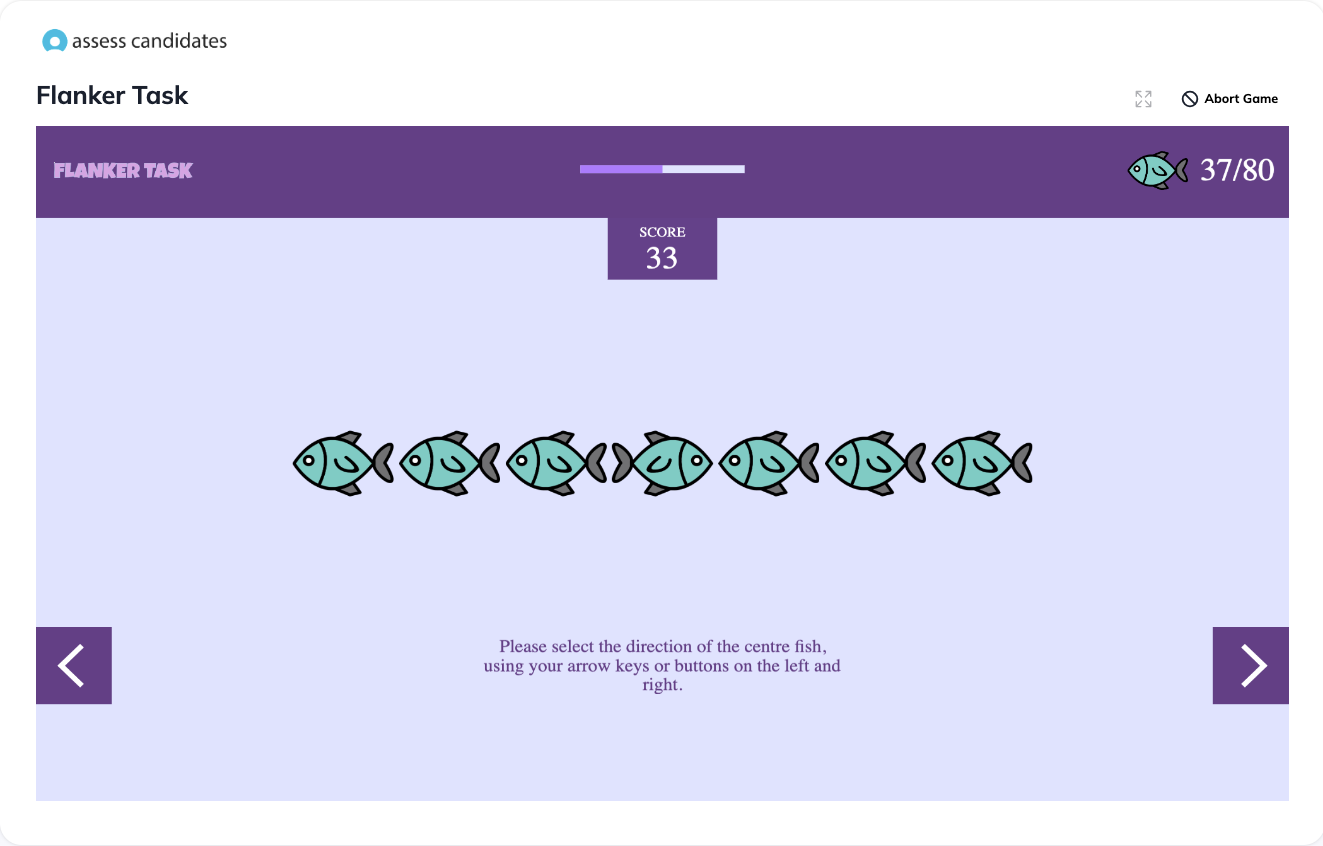 assess candidates
Flanker Task
Abort Game
FLANKER TASK
37/80
SCORE
33
Please select the direction of the centre fish,
using your arrow keys or buttons on the left and
right.